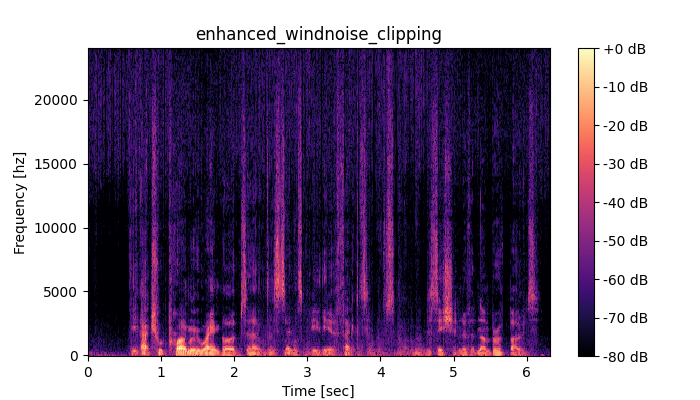 enhanced_windnoise_clipping
Frequency [hz]
20000
15000
10000
5000
0
0 1 2 3 4 5 6
Time [sec]
+0 dB
-10 dB
-20 dB
-30 dB
-40 dB
-50 dB
-60 dB
-70 dB
-80 dB